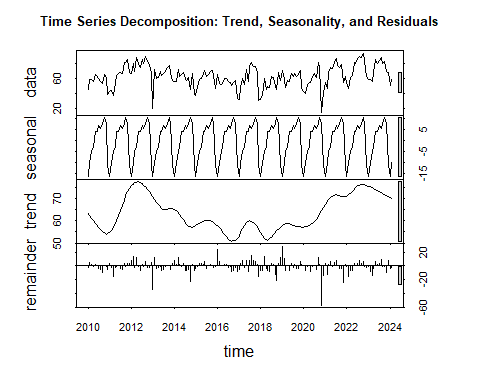 Time Series Decomposition: Trend, Seasonality, and Residuals
data
20 60
seasonal
-15 -5 5
trend
50 60 70
remainder
-60 -20 20
2010 2012 2014 2016 2018 2020 2022 2024
time